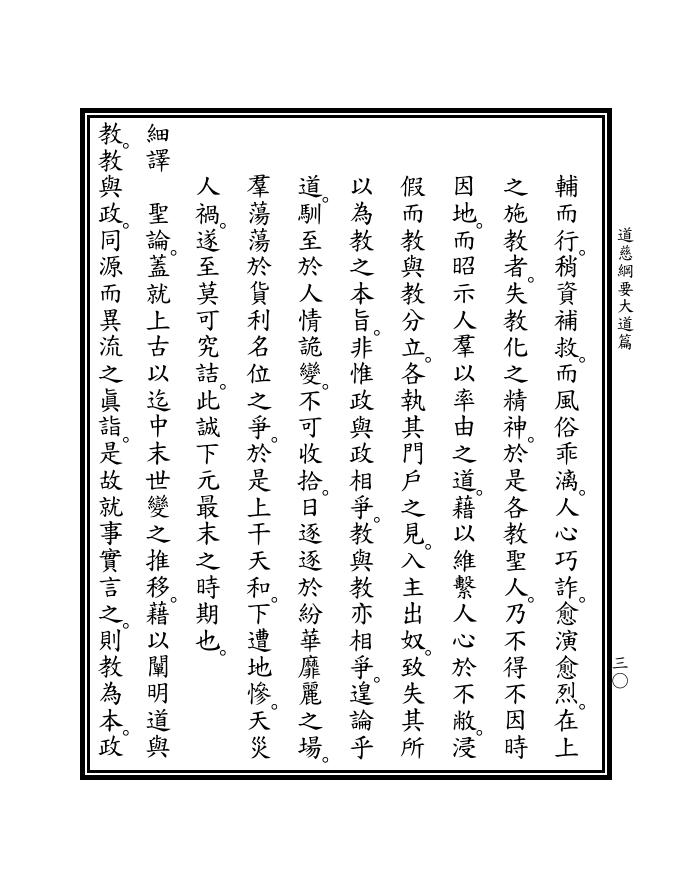 道慈綱要大道篇
三〇
輔而行。稍資補救。而風俗乖漓。人心巧詐。愈演愈烈。在上
之施教者。失教化之精神。於是各教聖人。乃不得不因時
因地。而昭示人羣以率由之道。藉以維繫人心於不敝。浸
假而教與教分立。各執其門戶之見。入主出奴。致失其所
以為教之本旨。非惟政與政相爭。教與教亦相爭。遑論乎
道。馴至於人情詭變。不可收拾。日逐逐於紛華靡麗之場。
羣蕩蕩於貨利名位之爭。於是上干天和。下遭地慘。天災
人禍。遂至莫可究詰。此誠下元最末之時期也。
細譯　聖論。蓋就上古以迄中末世變之推移。藉以闡明道與
教。教與政。同源而異流之眞詣。是故就事實言之。則教為本。政